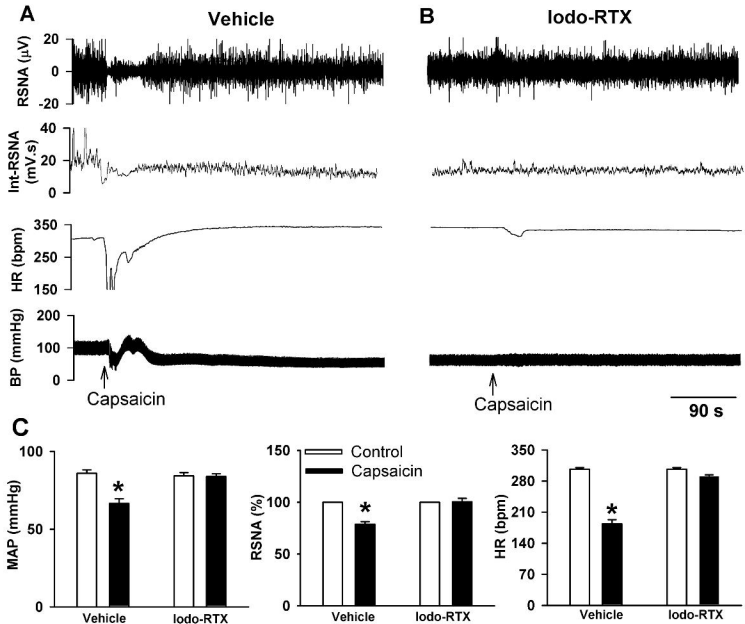 A Vehicle
B Iodo-RTX
RSNA (µV)
20
0
-20
Int-RSNA
(mV.s)
40
20
0
HR (bpm)
350
250
150
BP (mmHg)
200
100
0
Capsaicin
Capsaicin
90 s
C
MAP (mmHg)
100
50
0
Vehicle Iodo-RTX
RSNA (%)
150
100
50
0
Control
Capsaicin
Vehicle Iodo-RTX
HR (bpm)
350
280
210
140
70
0
Vehicle Iodo-RTX
*
*
*